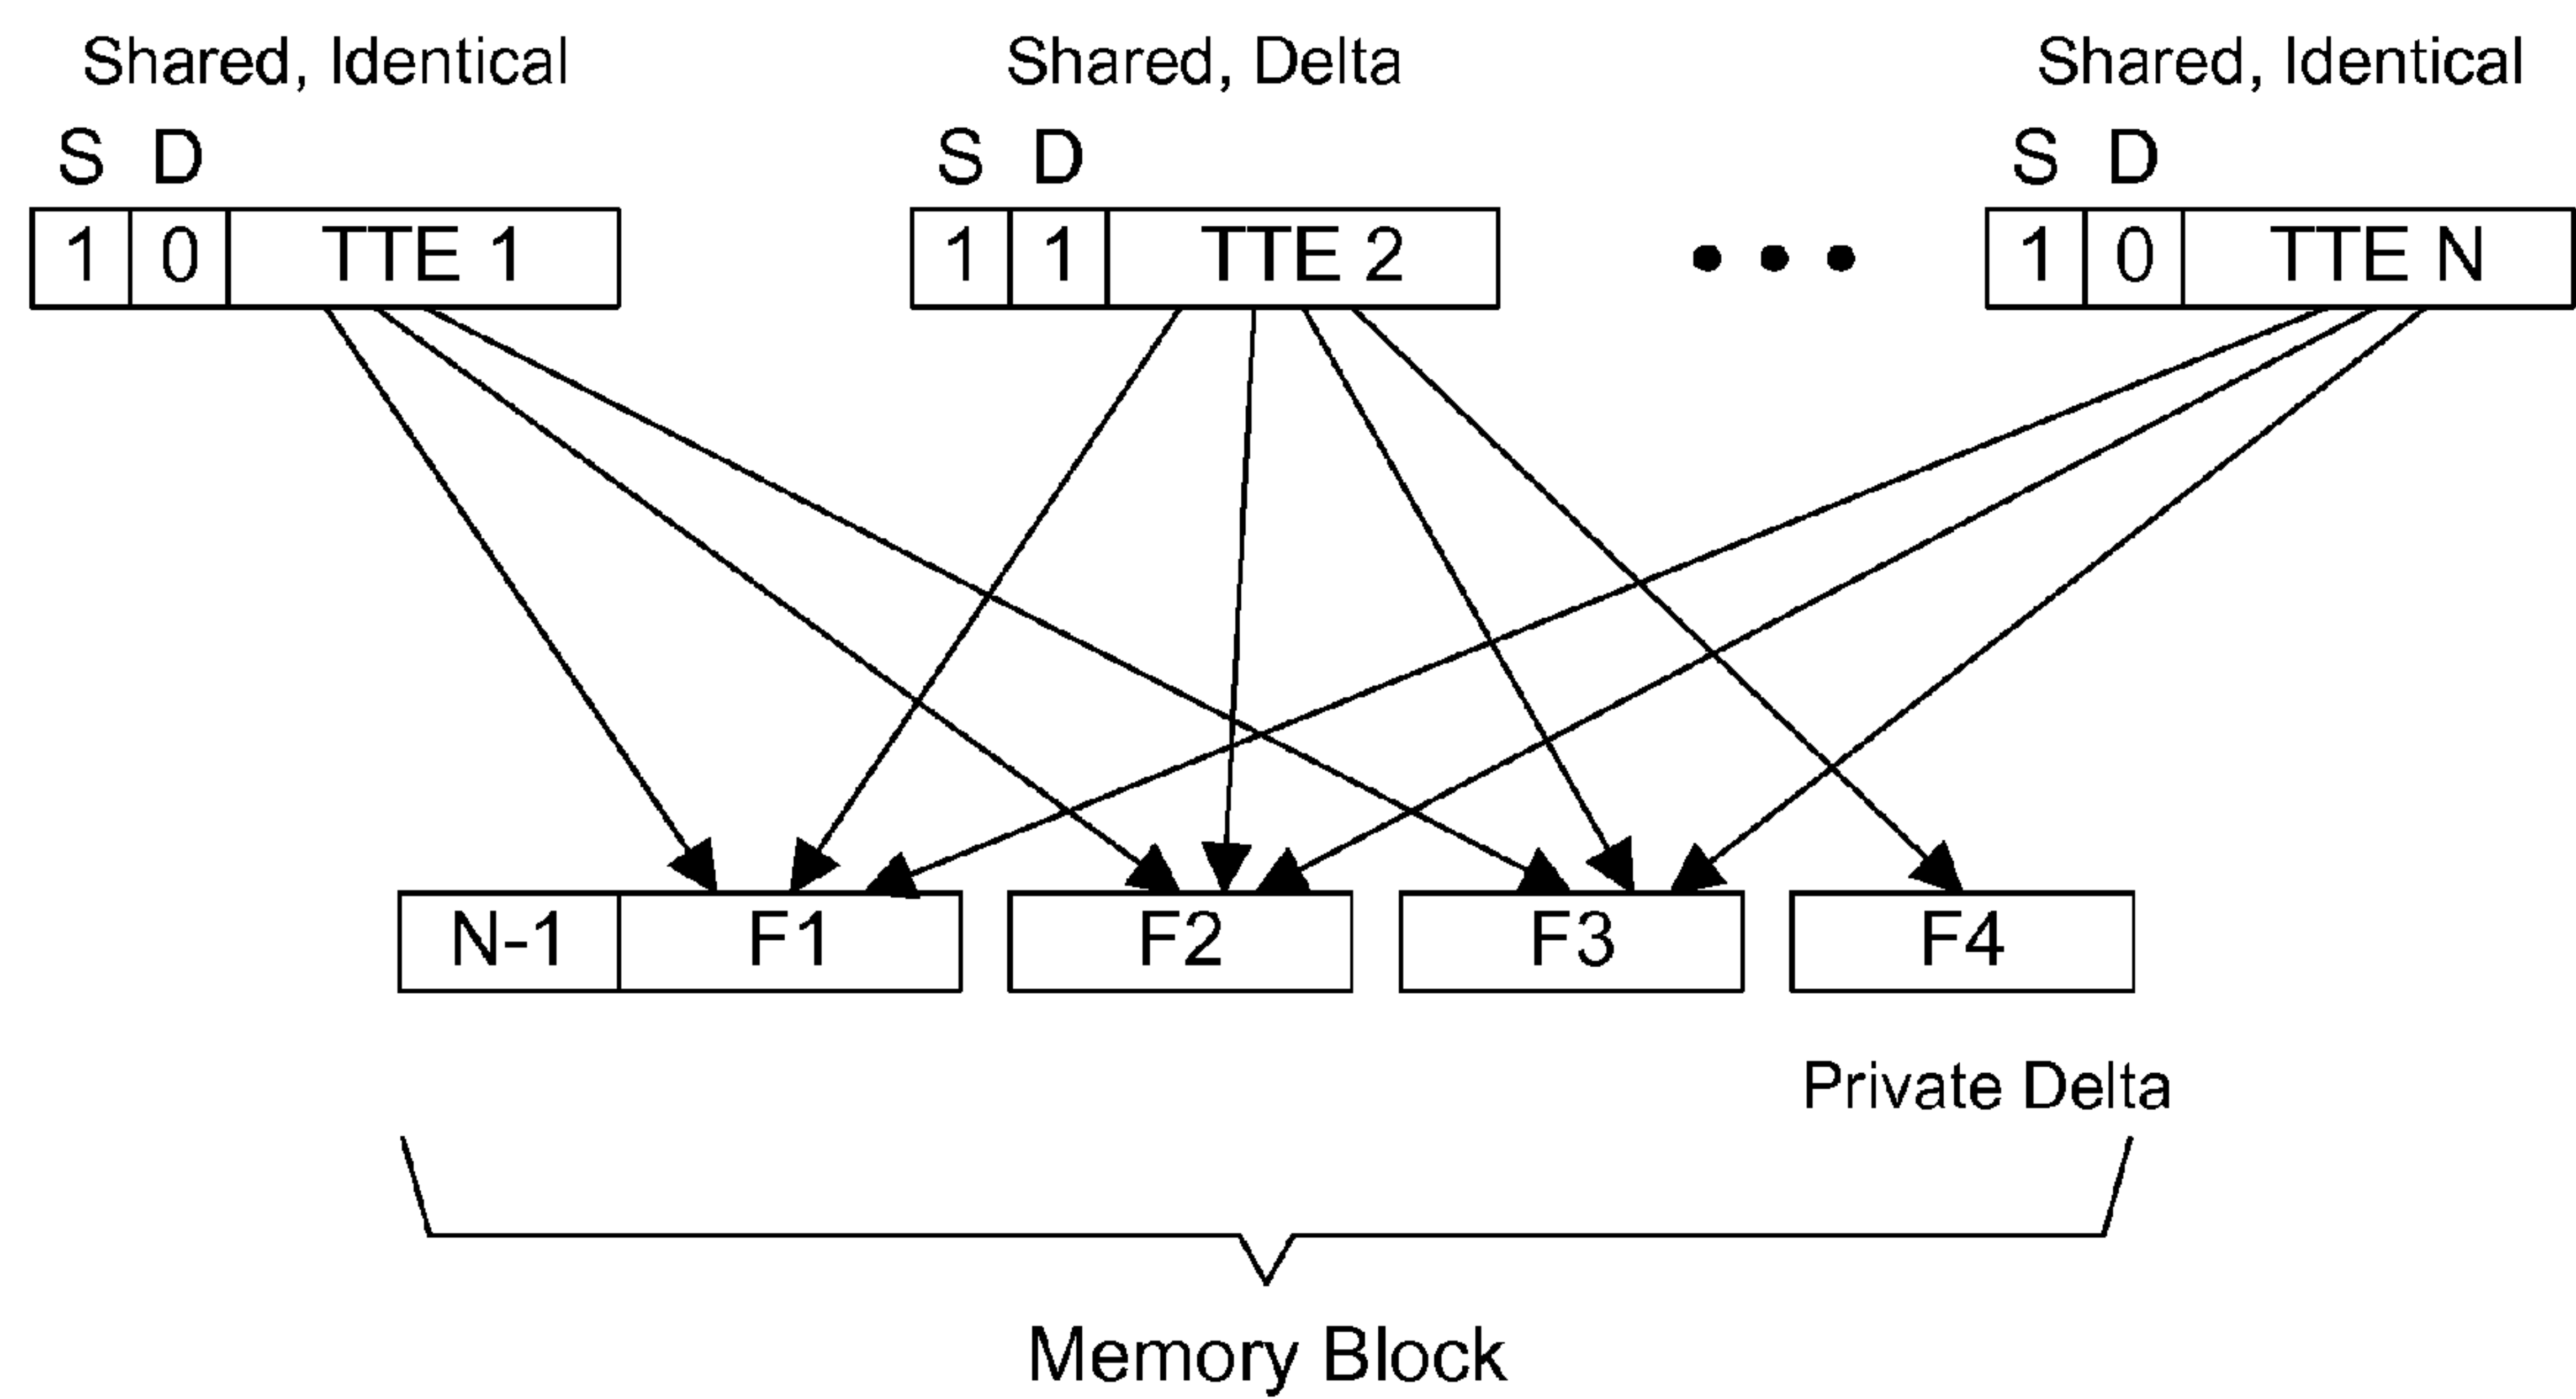 Shared, Identical Shared, Delta Shared, Identical
S D S D S D
1 0 TTE 1 1 1 TTE 2 1 0 TTE N
N-1 F1 F2 F3 F4
Private Delta
Memory Block